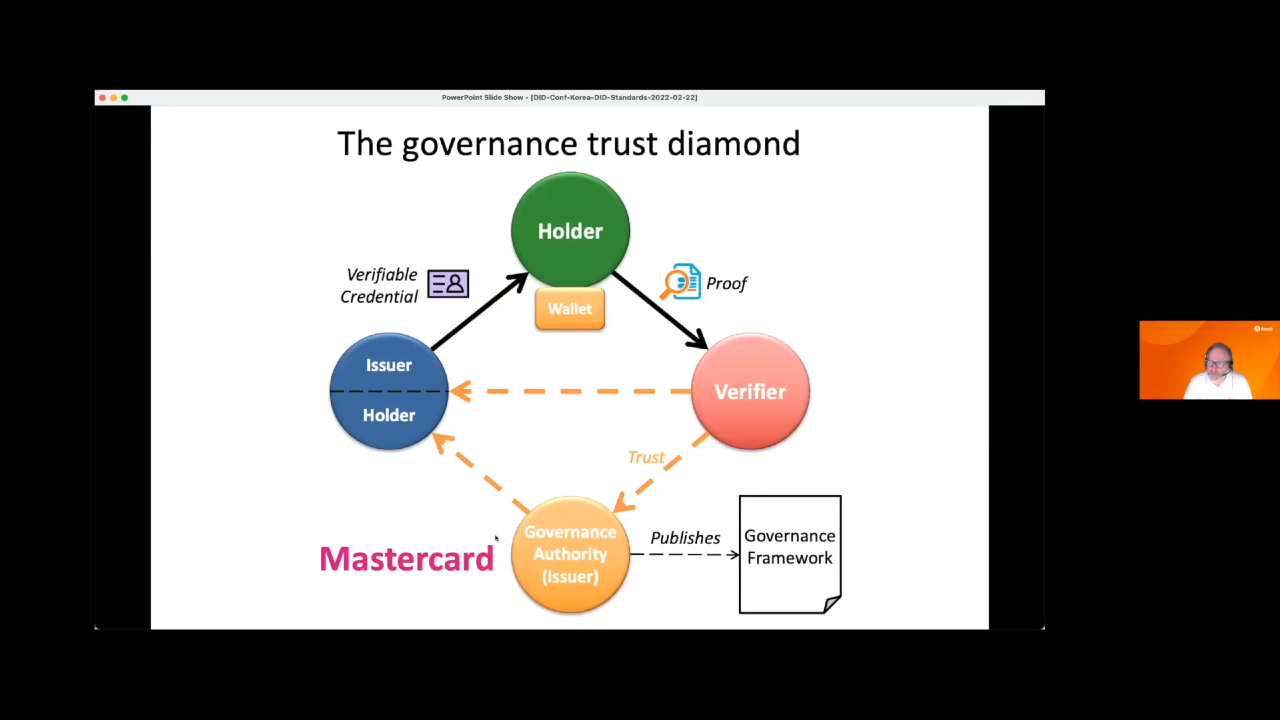 PowerPoint Slide Show - [DID-Conf-Korea-DID-Standards-2022-02-22]
The governance trust diamond
Holder
Verifiable
Credential
Proof
Wallet
Issuer
Holder
Verifier
Trust
Governance
Authority
(Issuer)
Mastercard
Publishes
Governance
Framework